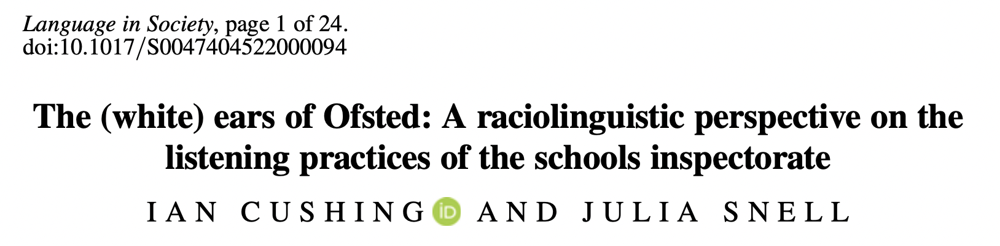 Language in Society, page 1 of 24.
doi:10.1017/S0047404522000094
The (white) ears of Ofsted: A raciolinguistic perspective on the
listening practices of the schools inspectorate
IAN CUSHING iD AND JULIA SNELL